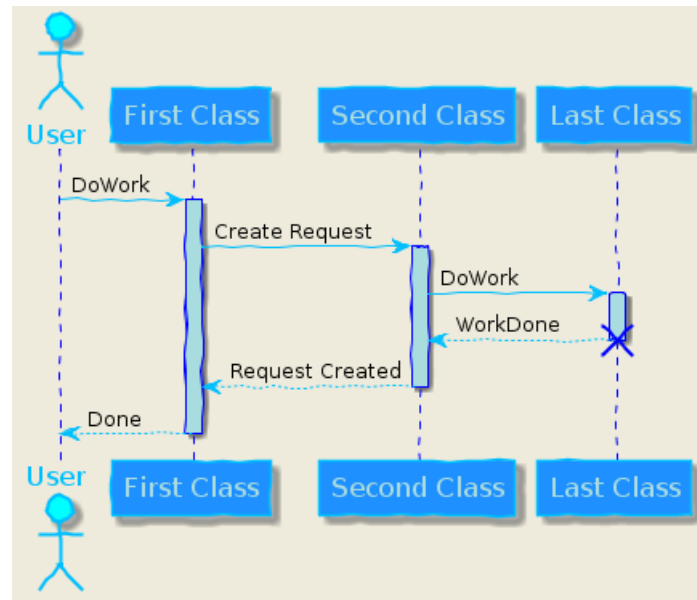 User
First Class
Second Class
Last Class
DoWork
Create Request
DoWork
WorkDone
Request Created
Done
User
First Class
Second Class
Last Class